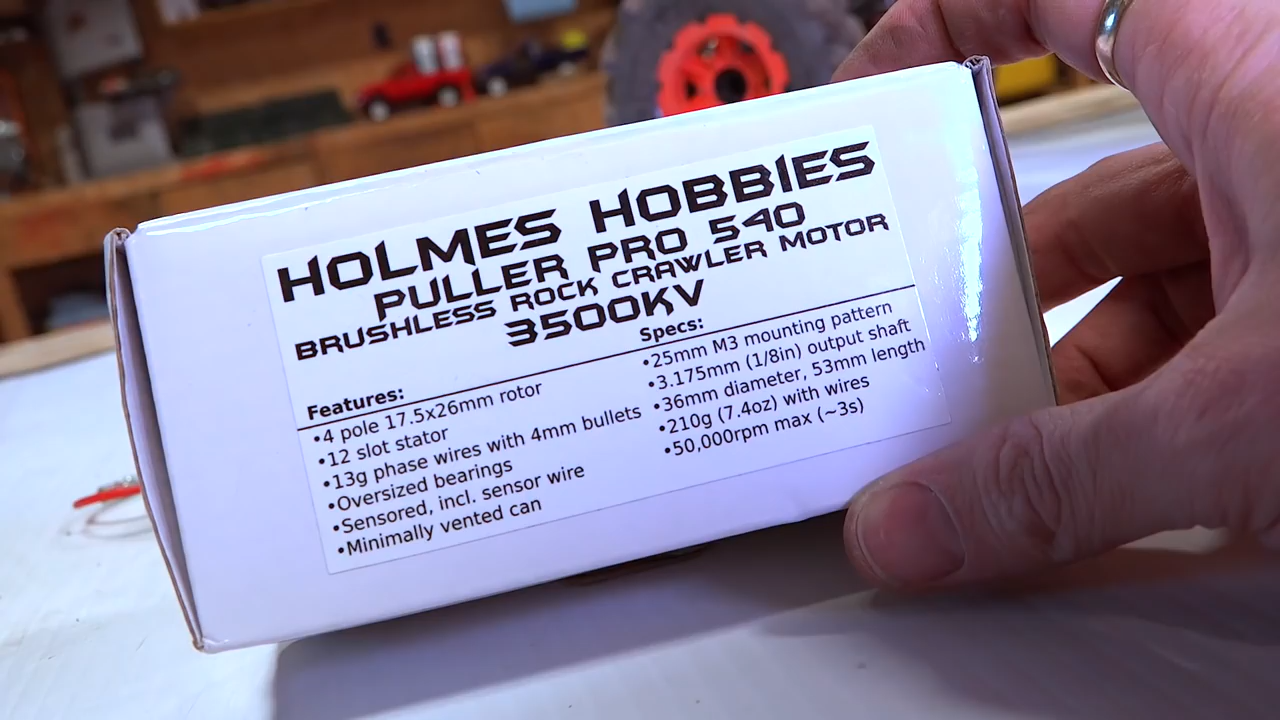 HOLMES HOBBIES
PULLER PRO 540
BRUSHLESS ROCK CRAWLER MOTOR
3500KV
Features:
•4 pole 17.5x26mm rotor
•12 slot stator
•13g phase wires with 4mm bullets
•Oversized bearings
•Sensored, incl. sensor wire
•Minimally vented can
Specs:
•25mm M3 mounting pattern
•3.175mm (1/8in) output shaft
•36mm diameter, 53mm length
•210g (7.4oz) with wires
•50,000rpm max (~3s)